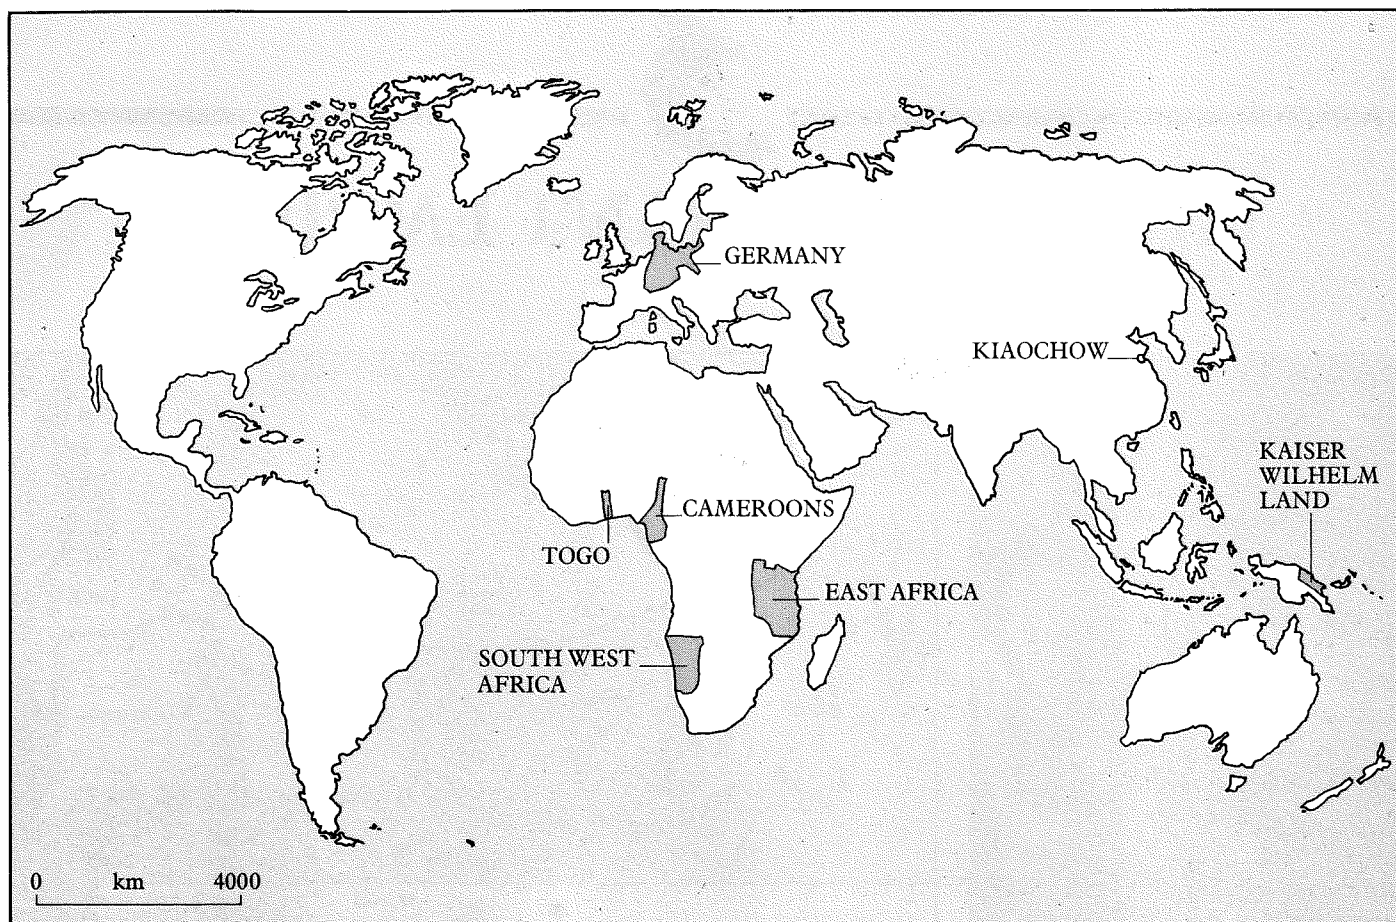 GERMANY
KIAOCHOW
KAISER
WILHELM
LAND
CAMEROONS
TOGO
EAST AFRICA
SOUTH WEST
AFRICA
0 km 4000